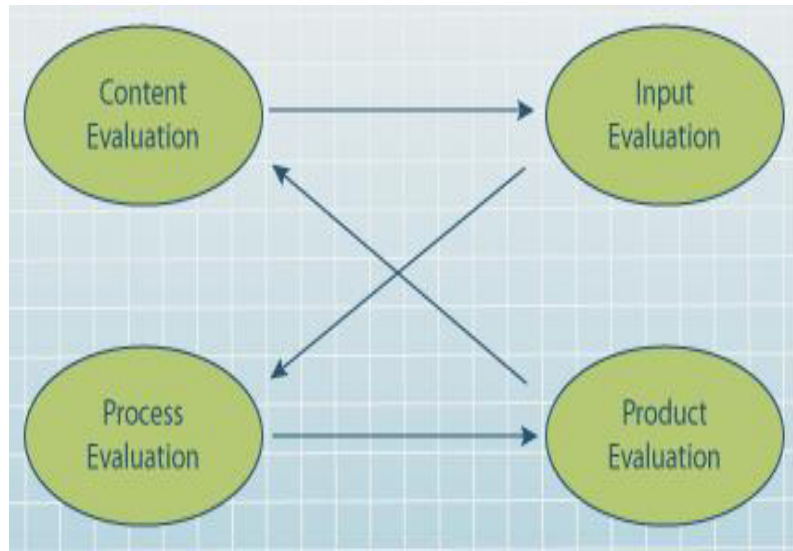 Content
Evaluation
Input
Evaluation
Process
Evaluation
Product
Evaluation